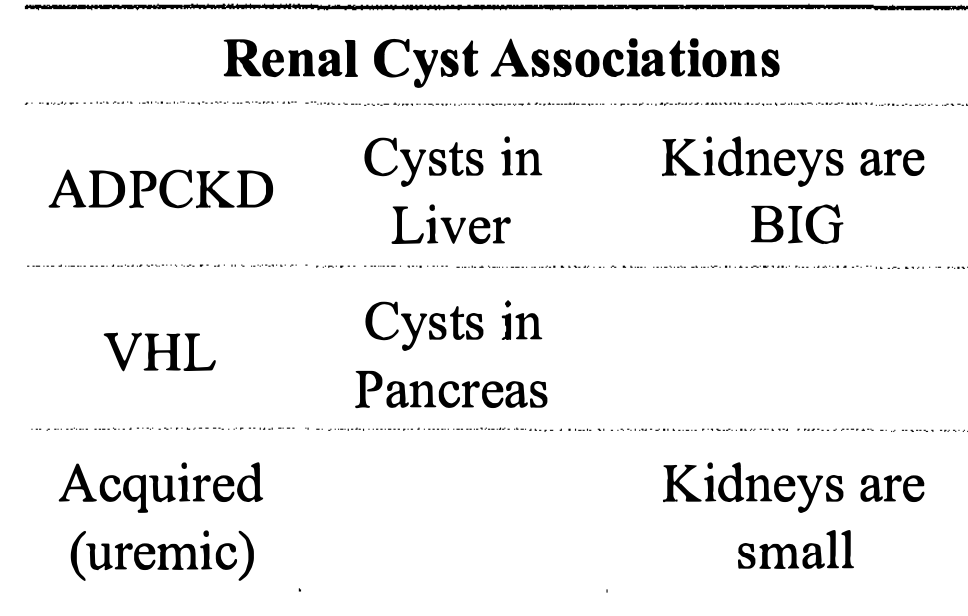 Renal Cyst Associations
ADPCKD
Cysts in
Liver
Kidneys are
BIG
VHL
Cysts in
Pancreas
Acquired
(uremic)
Kidneys are
small